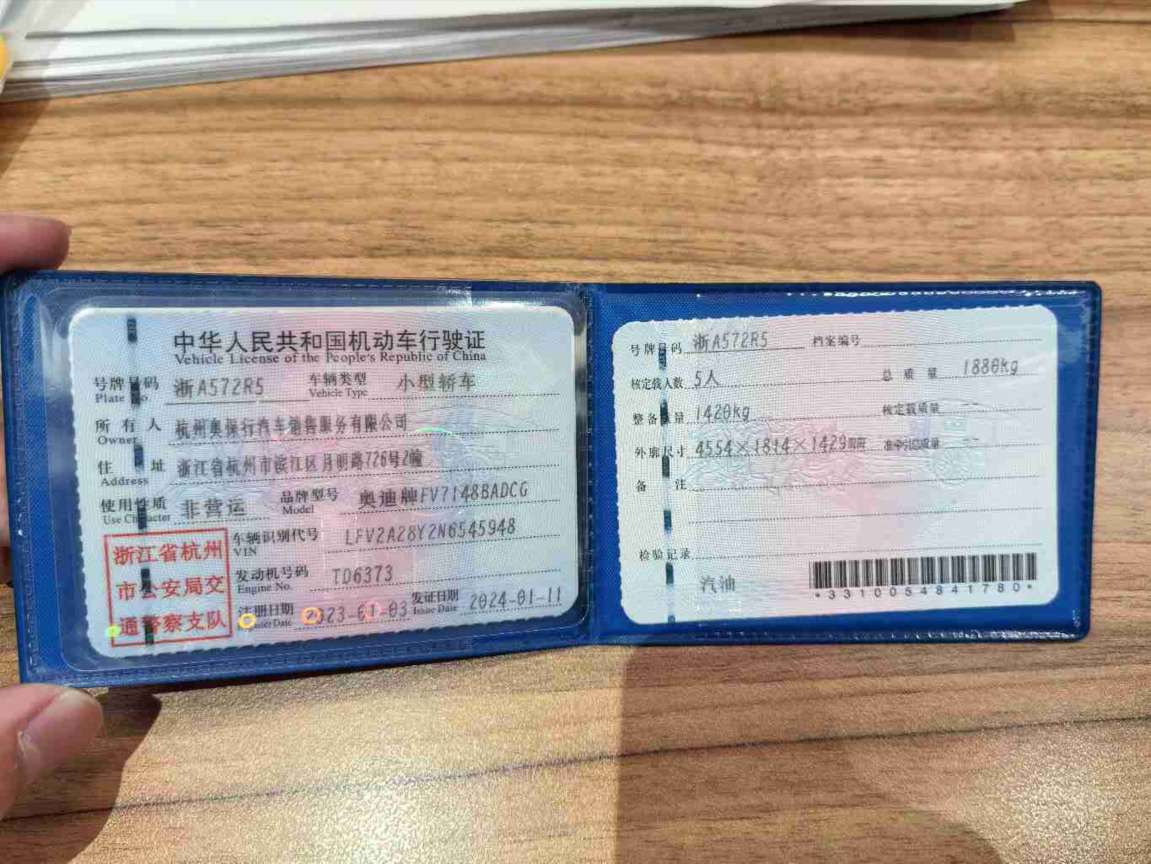 中华人民共和国机动车行驶证
Vehicle License of the People's Republic of China
号牌号码 浙A572R5 车辆类型 小型轿车
Plate No Vehicle Type
所有人 杭州奥保行汽车销售服务有限公司
Owner
住址 浙江省杭州市滨江区月明路726号2幢
Address
使用性质 非营运 品牌型号 奥迪牌FV7148BADCG
Use Character Model
浙江省杭州
市公安局交
通警察支队
车辆识别代号 LFV2A28Y2N6545948
VIN
发动机号码 TD6373
Engine No.
注册日期 2023-01-03 发证日期 2024-01-11
Register Date Issue Date
号牌号码 浙A572R5 档案编号
核定载人数 5人 总质量 1880kg
整备质量 1420kg 核定载质量
外廓尺寸 4554×1814×1429mm 准牵引总质量 --
备注
检验记录
汽油
*3310054841780*